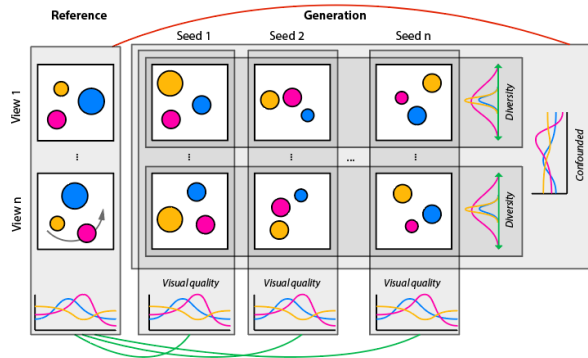 Reference
Generation
Seed 1
Seed 2
Seed n
View 1
Diversity
Confounded
...
...
...
...
...
View n
Diversity
Visual quality
Visual quality
Visual quality